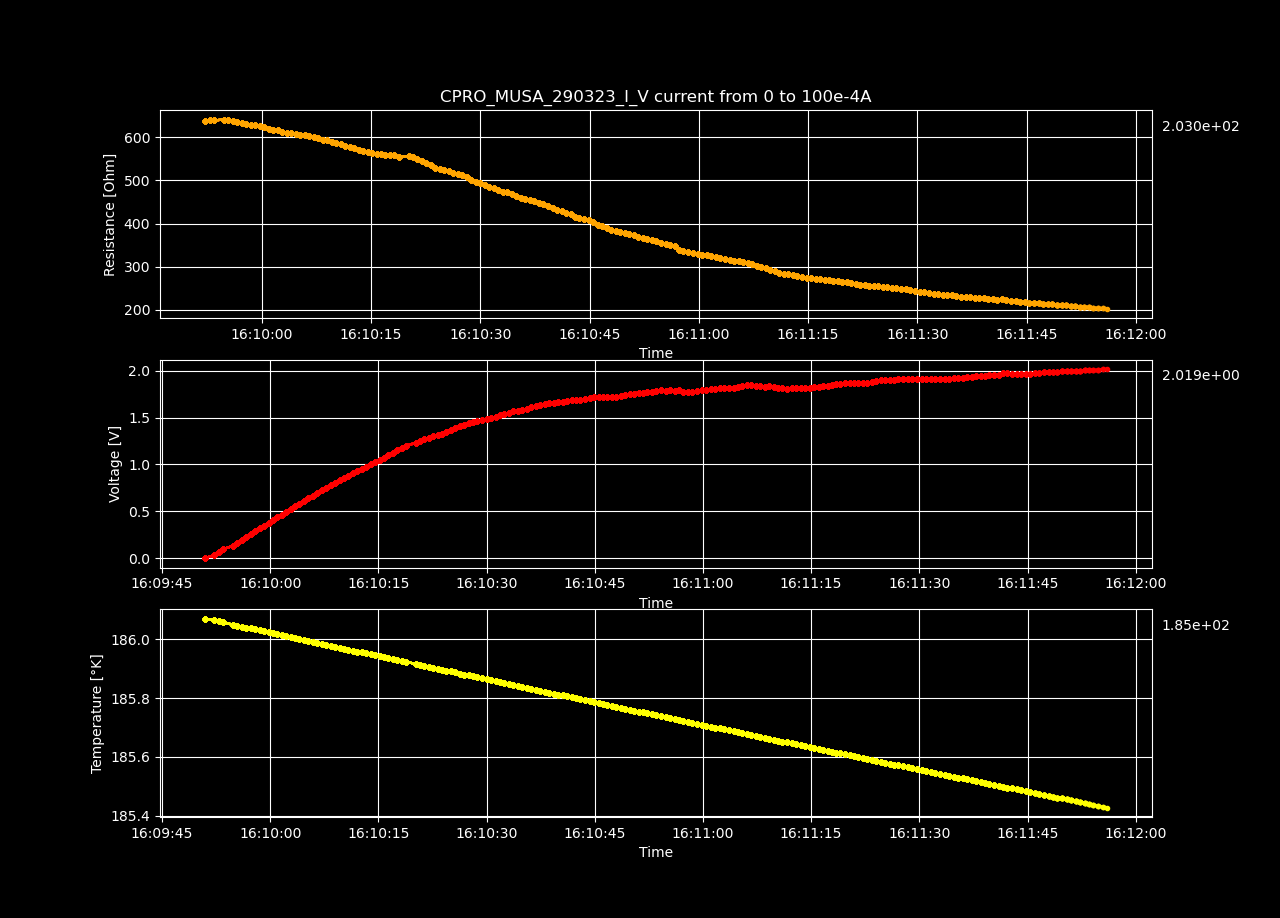 CPRO_MUSA_290323_I_V current from 0 to 100e-4A
2.030e+02
Resistance [Ohm]
600
500
400
300
200
16:10:00 16:10:15 16:10:30 16:10:45 16:11:00 16:11:15 16:11:30 16:11:45 16:12:00
Time
2.019e+00
Voltage [V]
2.0
1.5
1.0
0.5
0.0
16:09:45 16:10:00 16:10:15 16:10:30 16:10:45 16:11:00 16:11:15 16:11:30 16:11:45 16:12:00
Time
1.85e+02
Temperature [°K]
186.0
185.8
185.6
185.4
16:09:45 16:10:00 16:10:15 16:10:30 16:10:45 16:11:00 16:11:15 16:11:30 16:11:45 16:12:00
Time